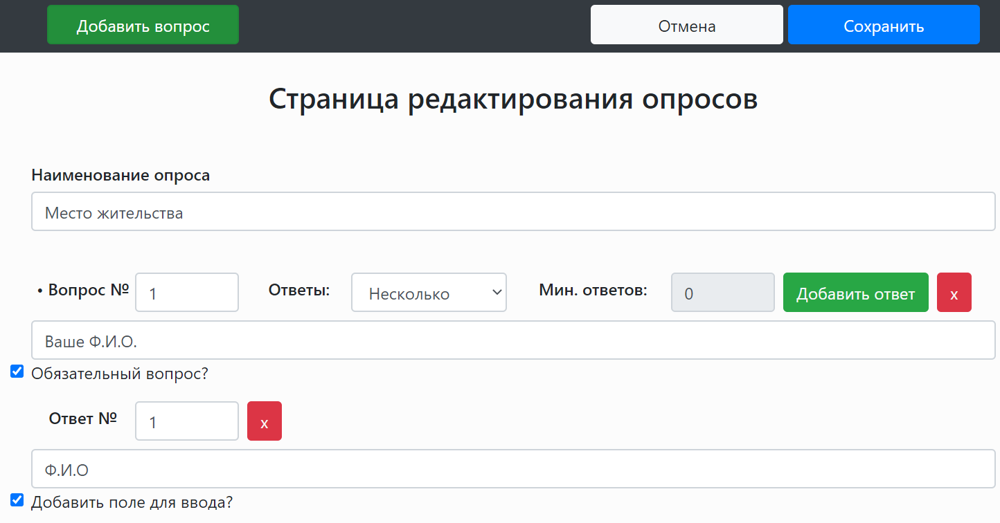 Добавить вопрос Отмена Сохранить
Страница редактирования опросов
Наименование опроса
Место жительства
• Вопрос № 1 Ответы: Несколько Мин. ответов: 0 Добавить ответ x
Ваше Ф.И.О.
Обязательный вопрос?
Ответ № 1 x
Ф.И.О
Добавить поле для ввода?